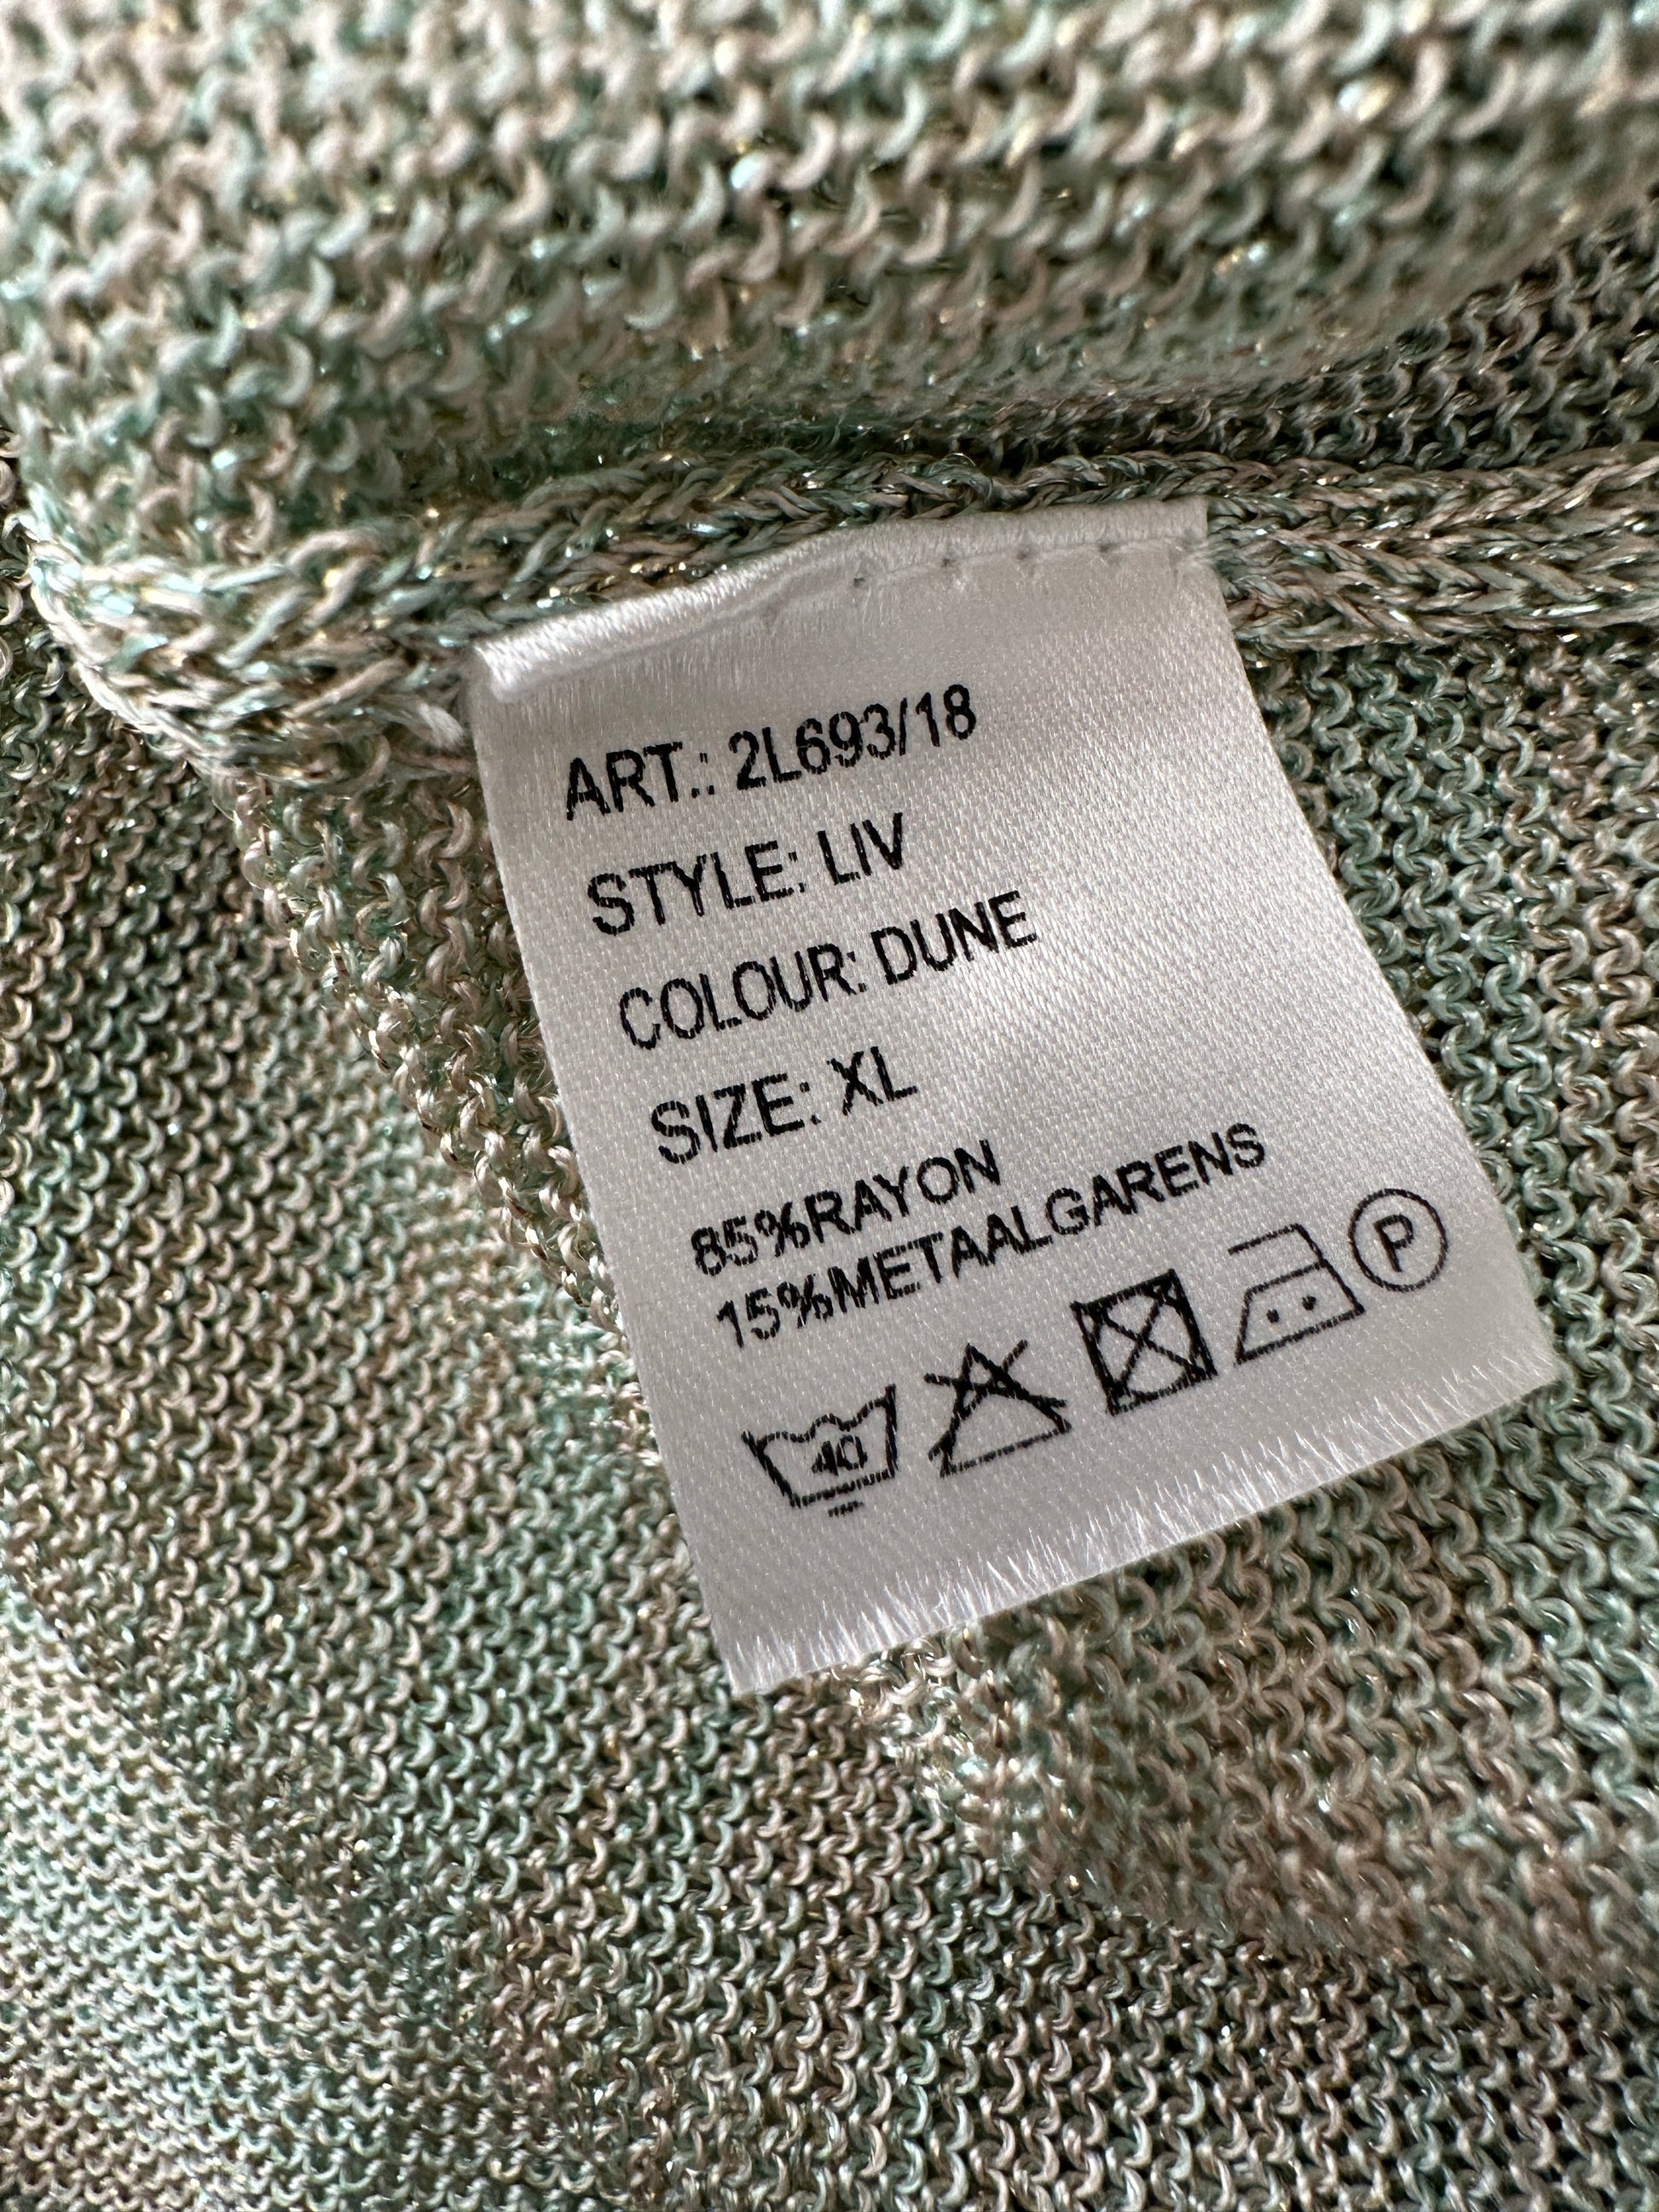 ART.: 2L693/18
STYLE: LIV
COLOUR: DUNE
SIZE: XL
85%RAYON
15%METAALGARENS
40
P